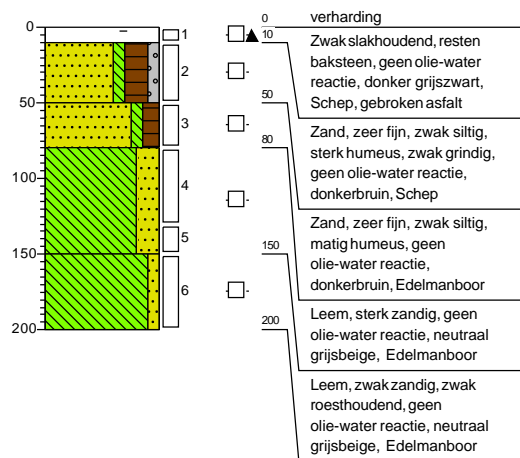 0
50
100
150
200
1
2
3
4
5
6
0
10
50
80
150
200
verharding
Zwak slakhoudend, resten
baksteen, geen olie-water
reactie, donker grijszwart,
Schep, gebroken asfalt
Zand, zeer fijn, zwak siltig,
sterk humeus, zwak grindig,
geen olie-water reactie,
donkerbruin, Schep
Zand, zeer fijn, zwak siltig,
matig humeus, geen
olie-water reactie,
donkerbruin, Edelmanboor
Leem, sterk zandig, geen
olie-water reactie, neutraal
grijsbeige, Edelmanboor
Leem, zwak zandig, zwak
roesthoudend, geen
olie-water reactie, neutraal
grijsbeige, Edelmanboor